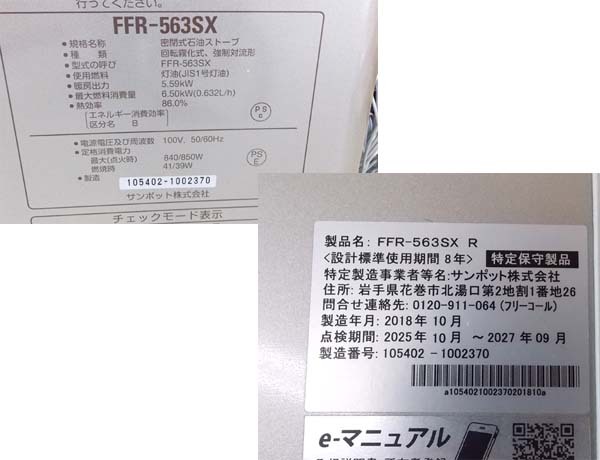 行ってください。
FFR-563SX
• 規格名称 密閉式石油ストーブ
• 種類 回転霧化式、強制対流形
• 型式の呼び FFR-563SX
• 使用燃料 灯油(JIS1号灯油)
• 暖房出力 5.59kW
• 最大燃料消費量 6.50kW(0.632L/h)
• 熱効率 86.0%
[エネルギー消費効率]
区分名 B
PS
C
• 電源電圧及び周波数 100V, 50/60Hz
• 定格消費電力
最大(点火時) 840/850W
燃焼時 41/39W
PS
E
• 製造 105402-1002370
サンポット株式会社
チェックモード表示
製品名: FFR-563SX R
<設計標準使用期間 8年> 特定保守製品
特定製造事業者等名:サンポット株式会社
住所: 岩手県花巻市北湯口第2地割1番地26
問合せ連絡先: 0120-911-064 (フリーコール)
製造年月: 2018年 10 月
点検期間: 2025年 10 月 ~ 2027 年 09 月
製造番号: 105402 -1002370
a105402100237020181​0a
e-マニュアル